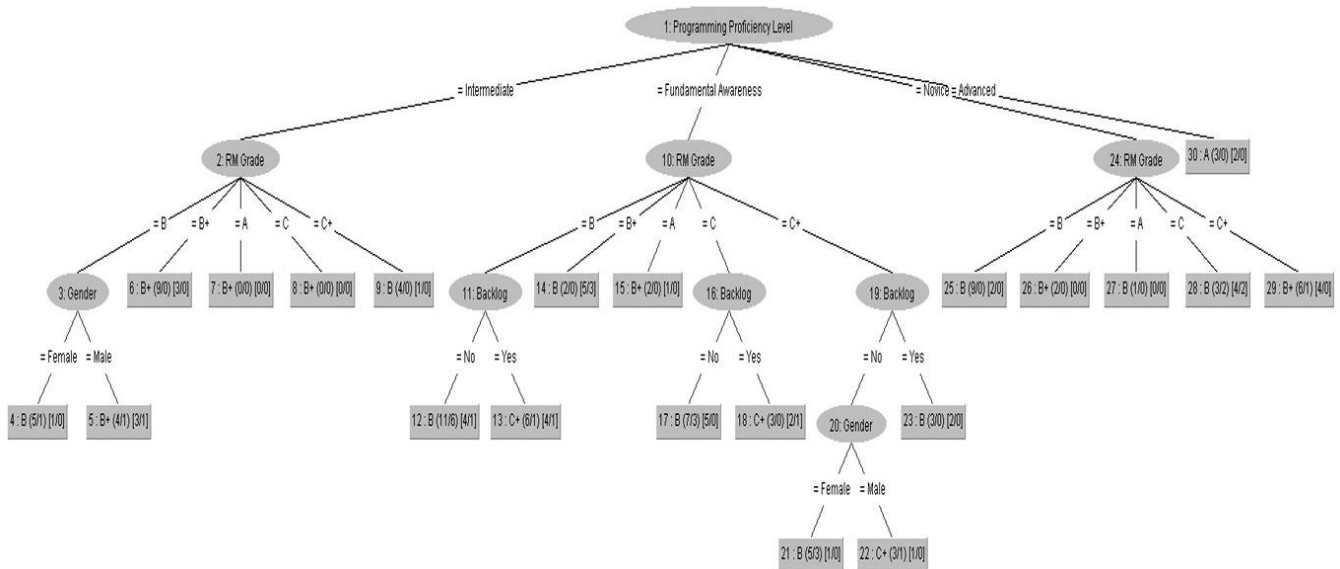 1: Programming Proficiency Level
= Intermediate = Fundamental Awareness = Novice = Advanced
2: RM Grade 10: RM Grade 24: RM Grade 30 : A (3/0) [2/0]
= B = B+ = A = C = C+ = B = B+ = A = C = C+ = B = B+ = A = C = C+
3: Gender 6 : B+ (9/0) [3/0] 7 : B+ (0/0) [0/0] 8 : B+ (0/0) [0/0] 9 : B (4/0) [1/0] 11: Backlog 14 : B (2/0) [5/3] 15 : B+ (2/0) [1/0] 16 : Backlog 19: Backlog 25 : B (9/0) [2/0] 26 : B+ (2/0) [0/0] 27 : B (1/0) [0/0] 28 : B (3/2) [4/2] 29 : B+ (6/1) [4/0]
= Female = Male = No = Yes = No = Yes = No = Yes
4 : B (5/1) [1/0] 5 : B+ (4/1) [3/1] 12 : B (11/6) [4/1] 13 : C+ (6/1) [4/1] 17 : B (7/3) [5/0] 18 : C+ (3/0) [2/1] 20: Gender 23 : B (3/0) [2/0]
= Female = Male
21 : B (5/3) [1/0] 22 : C+ (3/1) [1/0]